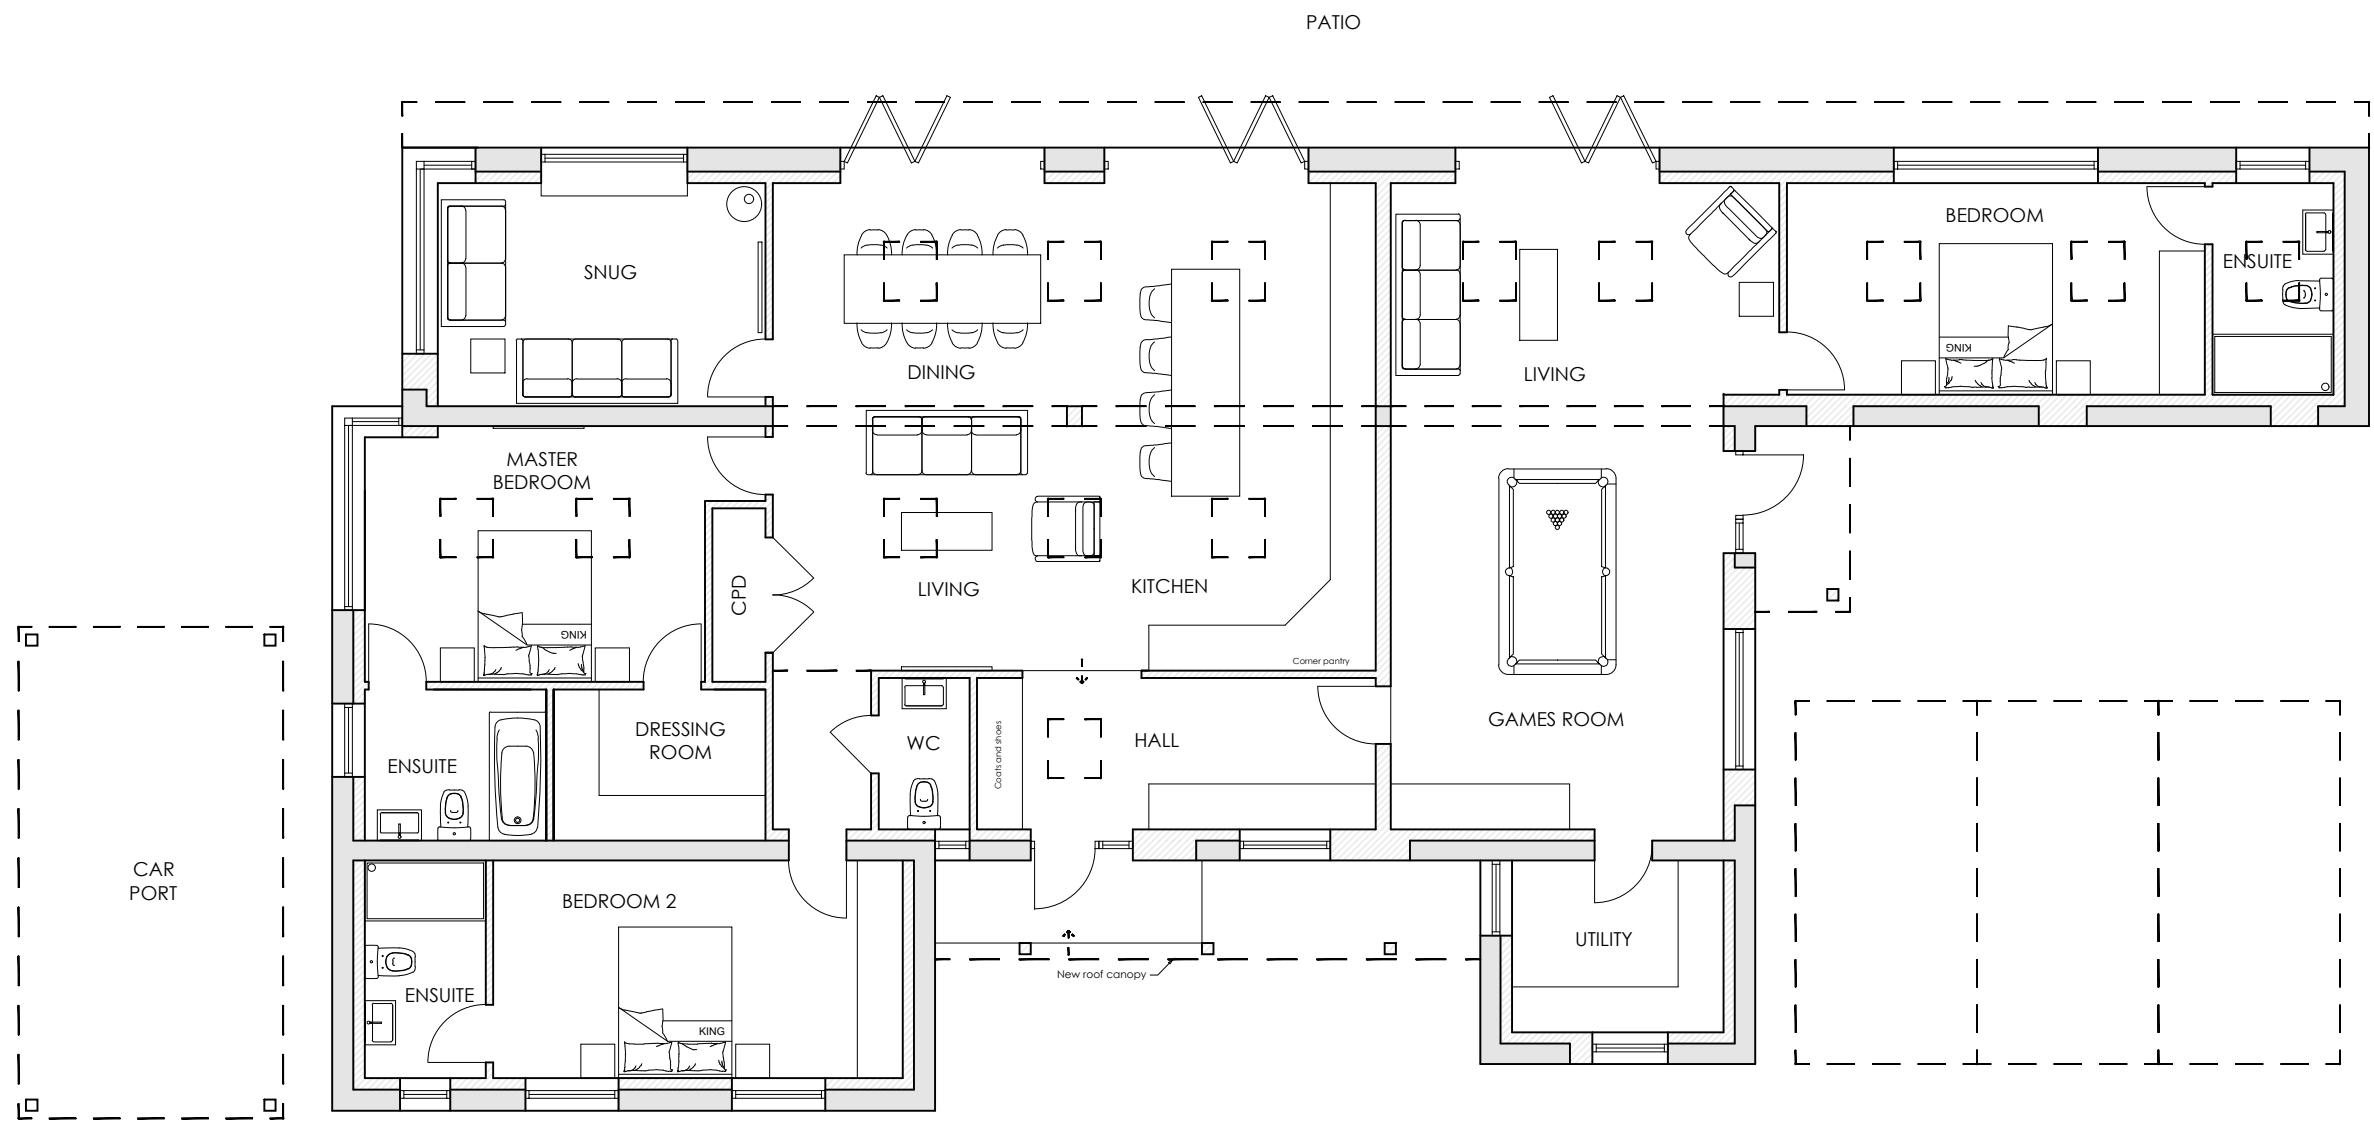 PATIO
BEDROOM
SNUG
ENSUITE
KING
DINING
LIVING
MASTER
BEDROOM
CPD
LIVING
KITCHEN
KING
Corner pantry
DRESSING
ROOM
WC
Coats and shoes
HALL
GAMES ROOM
ENSUITE
CAR
PORT
BEDROOM 2
UTILITY
New roof canopy
ENSUITE
KING